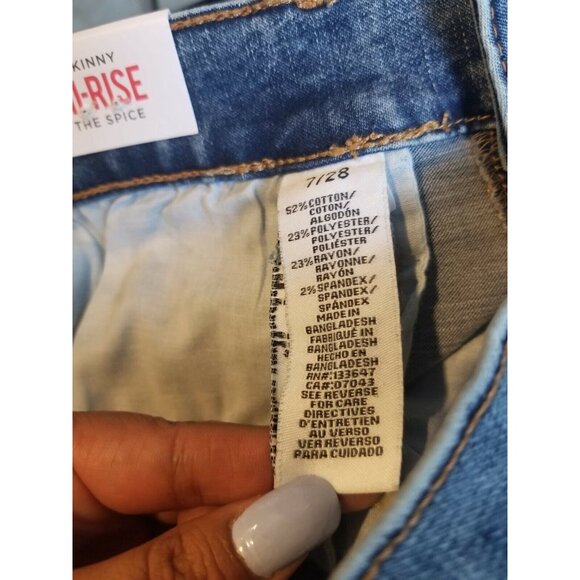 SKINNY
I-RISE
THE SPICE
7/28
52% COTTON/
COTON/
ALGODÓN
23% POLYESTER/
POLYESTER/
POLIÉSTER
23% RAYON/
RAYONNE/
RAYÓN
2% SPANDEX/
SPANDEX/
SPANDEX
MADE IN
BANGLADESH
FABRIQUÉ IN
BANGLADESH
HECHO EN
BANGLADESH
RN#:133647
CA#:07043
SEE REVERSE
FOR CARE
DIRECTIVES
D'ENTRETIEN
AU VERSO
VER REVERSO
PARA CUIDADO